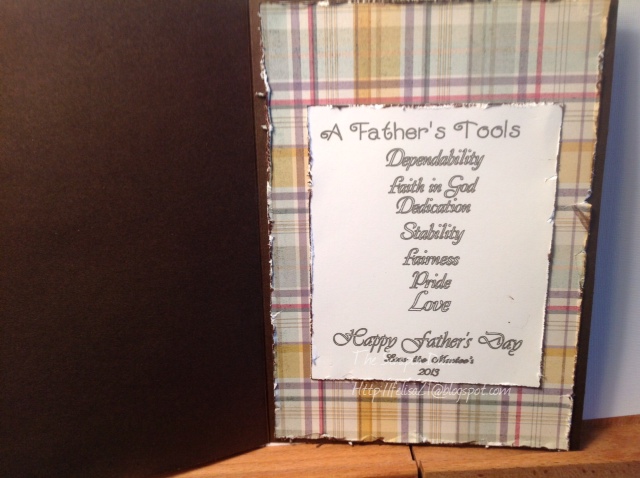 A Father's Tools
Dependability
Faith in God
Dedication
Stability
Fairness
Pride
Love
Happy Father's Day
2013